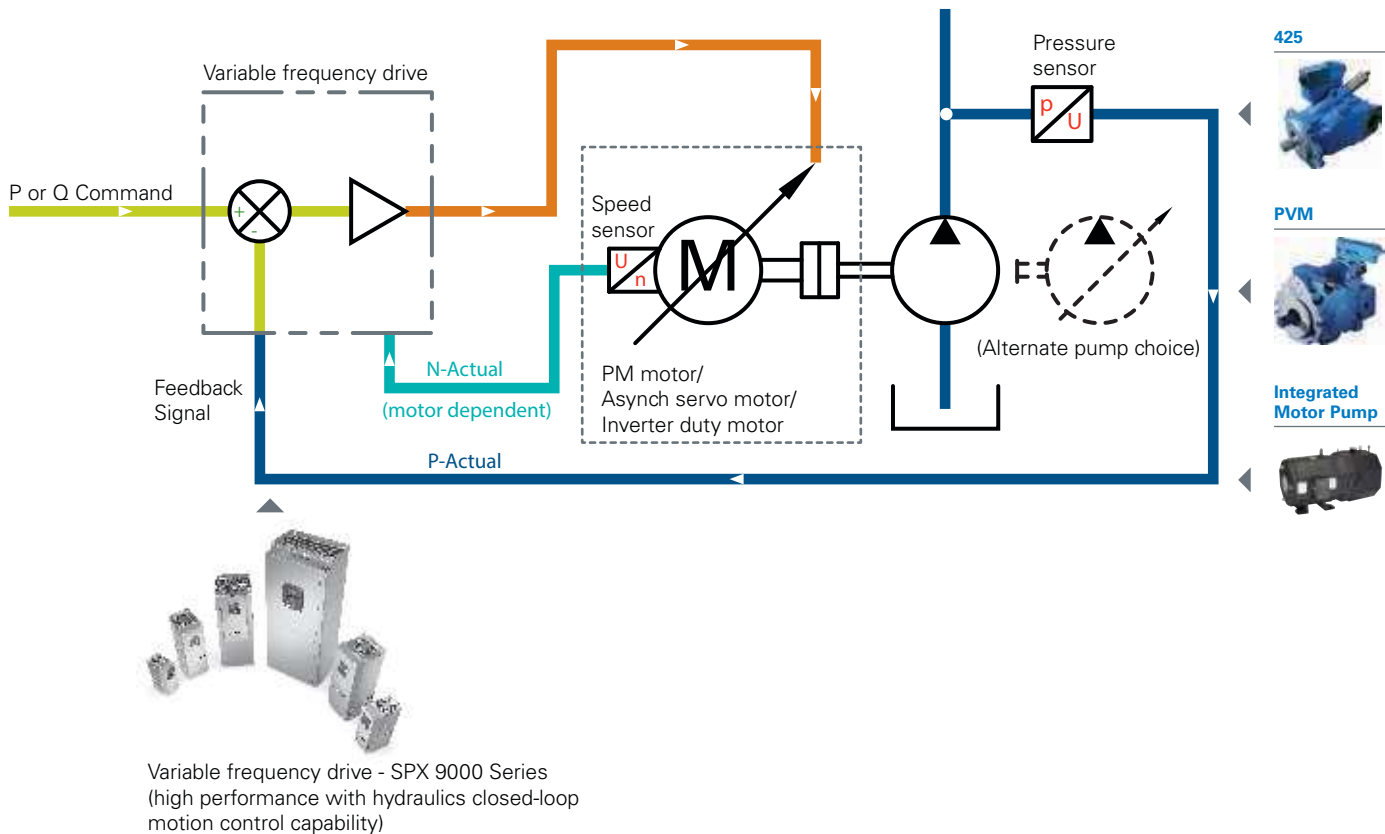 425
Pressure
sensor
Variable frequency drive
p
U
P or Q Command
+
-
Speed
sensor
U
n
M
PVM
(Alternate pump choice)
N-Actual
(motor dependent)
PM motor/
Asynch servo motor/
Inverter duty motor
Feedback
Signal
Integrated
Motor Pump
P-Actual
Variable frequency drive - SPX 9000 Series
(high performance with hydraulics closed-loop
motion control capability)